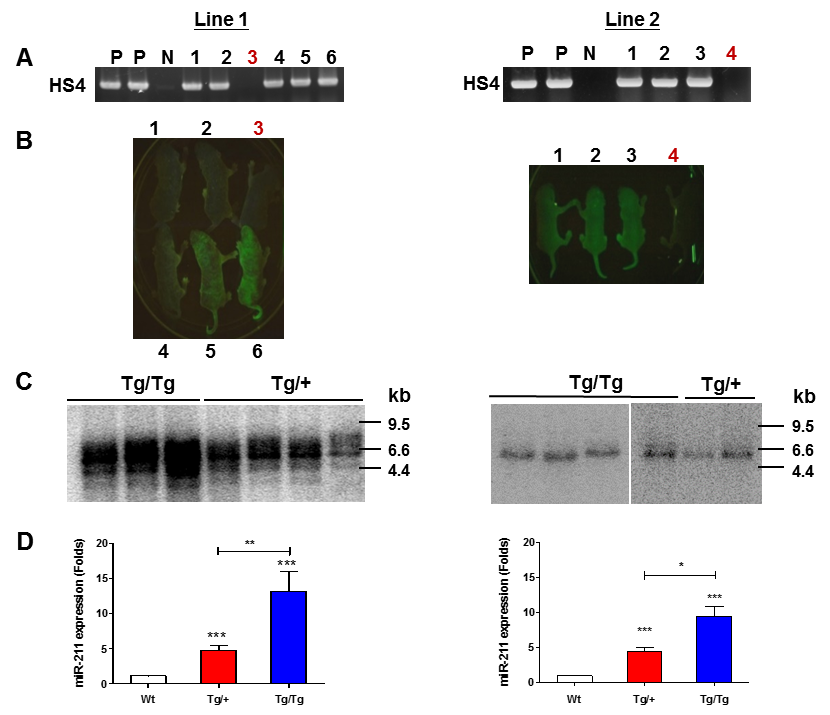 Line 1
Line 2
A
P P N 1 2 3 4 5 6
HS4
P P N 1 2 3 4
HS4
B
1 2 3
4 5 6
1 2 3 4
C
Tg/Tg Tg/+
kb
9.5
6.6
4.4
Tg/Tg Tg/+
kb
9.5
6.6
4.4
D
miR-211 expression (Folds)
20
15
10
5
0
**
***
***
Wt Tg/+ Tg/Tg
miR-211 expression (Folds)
20
15
10
5
0
*
***
***
Wt Tg/+ Tg/Tg